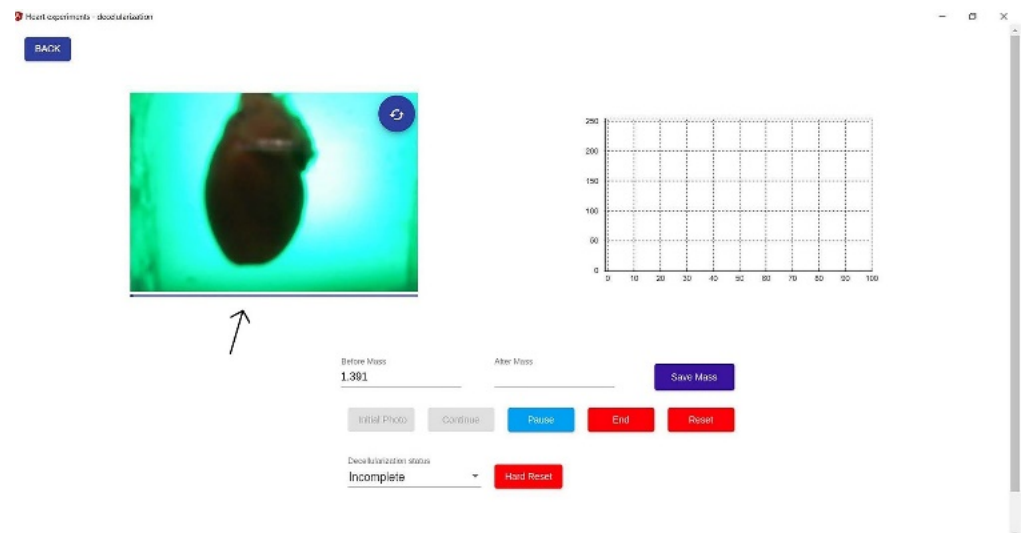 Heart experiments - decellularization
BACK
250
200
150
100
50
0
0 10 20 30 40 50 60 70 80 90 100
Before Mass
After Mass
1.391
Save Mass
Initial Photo Continue Pause End Reset
Decellularization status
Incomplete
Hard Reset